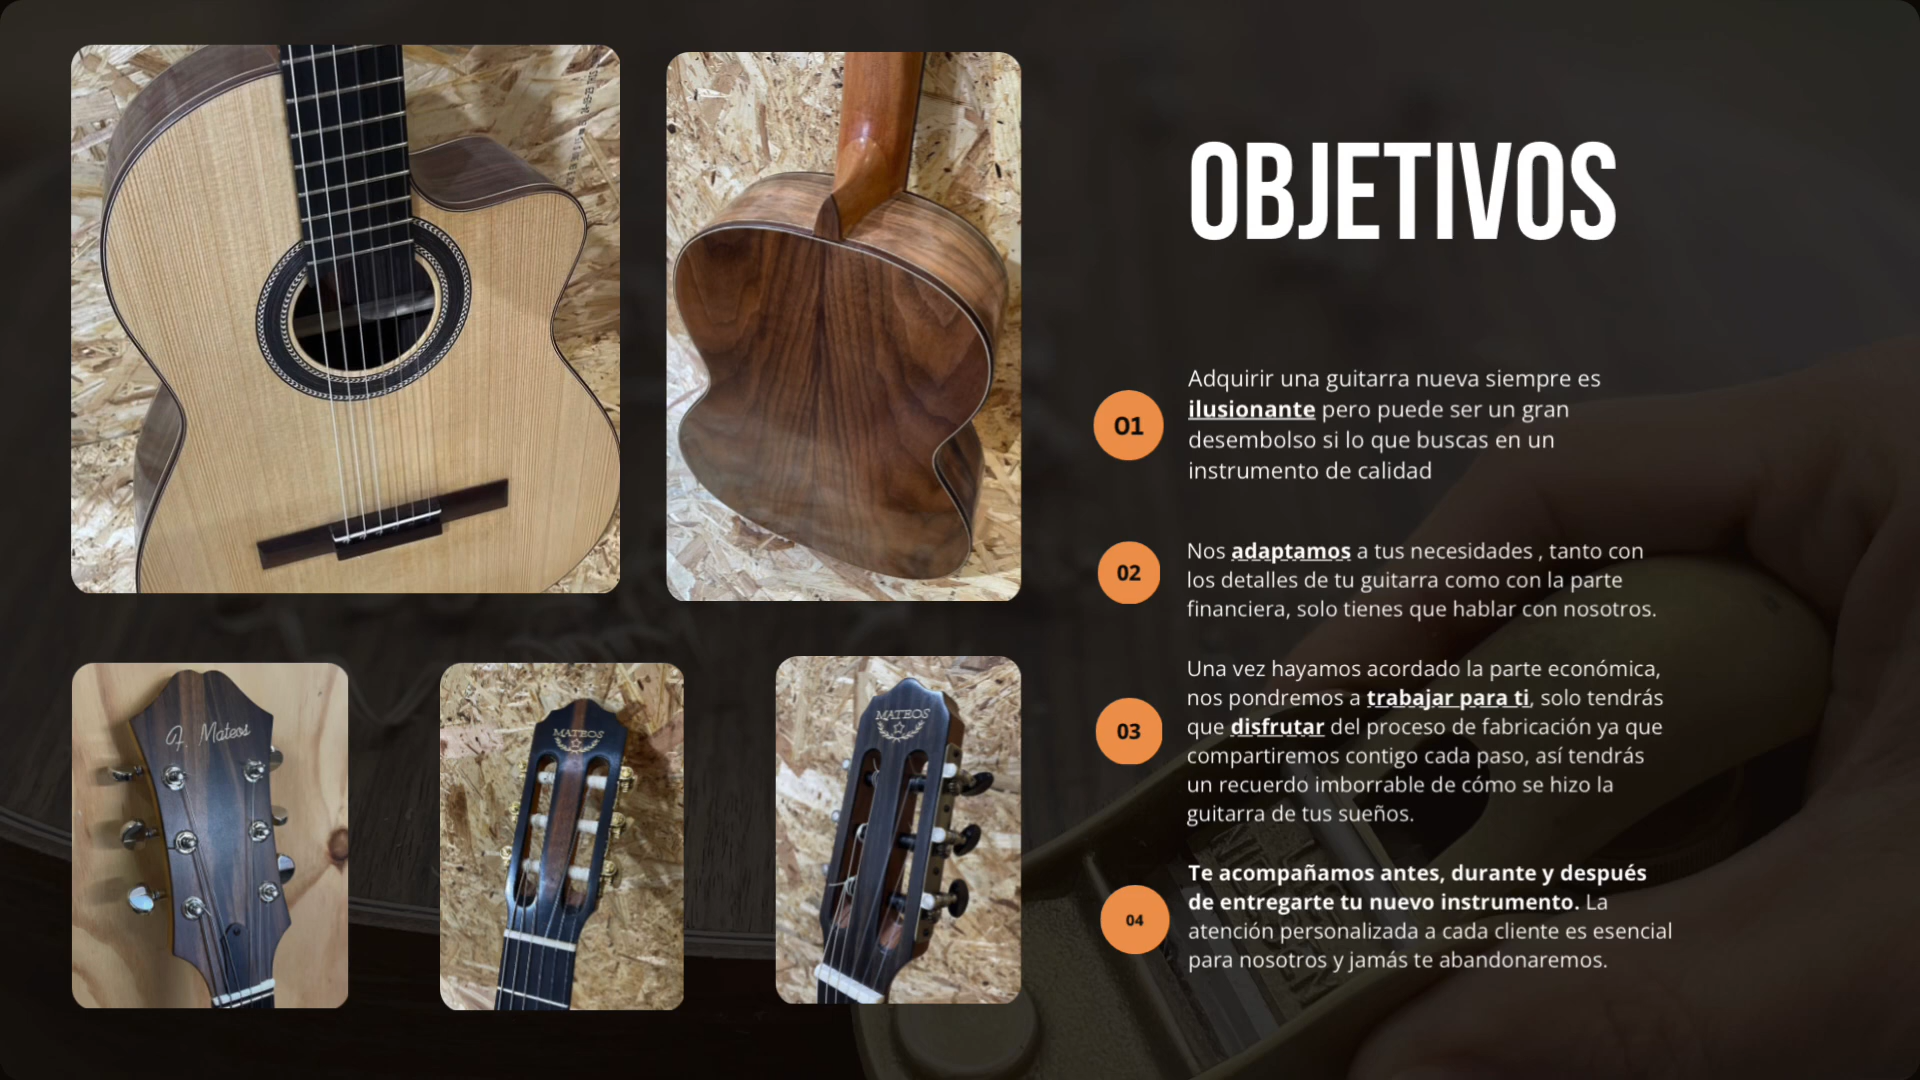 OBJETIVOS
01
Adquirir una guitarra nueva siempre es
ilusionante pero puede ser un gran
desembolso si lo que buscas en un
instrumento de calidad
02
Nos adaptamos a tus necesidades , tanto con
los detalles de tu guitarra como con la parte
financiera, solo tienes que hablar con nosotros.
03
Una vez hayamos acordado la parte económica,
nos pondremos a trabajar para ti, solo tendrás
que disfrutar del proceso de fabricación ya que
compartiremos contigo cada paso, así tendrás
un recuerdo imborrable de cómo se hizo la
guitarra de tus sueños.
04
Te acompañamos antes, durante y después
de entregarte tu nuevo instrumento. La
atención personalizada a cada cliente es esencial
para nosotros y jamás te abandonaremos.
Mateos
MATEOS
MATEOS